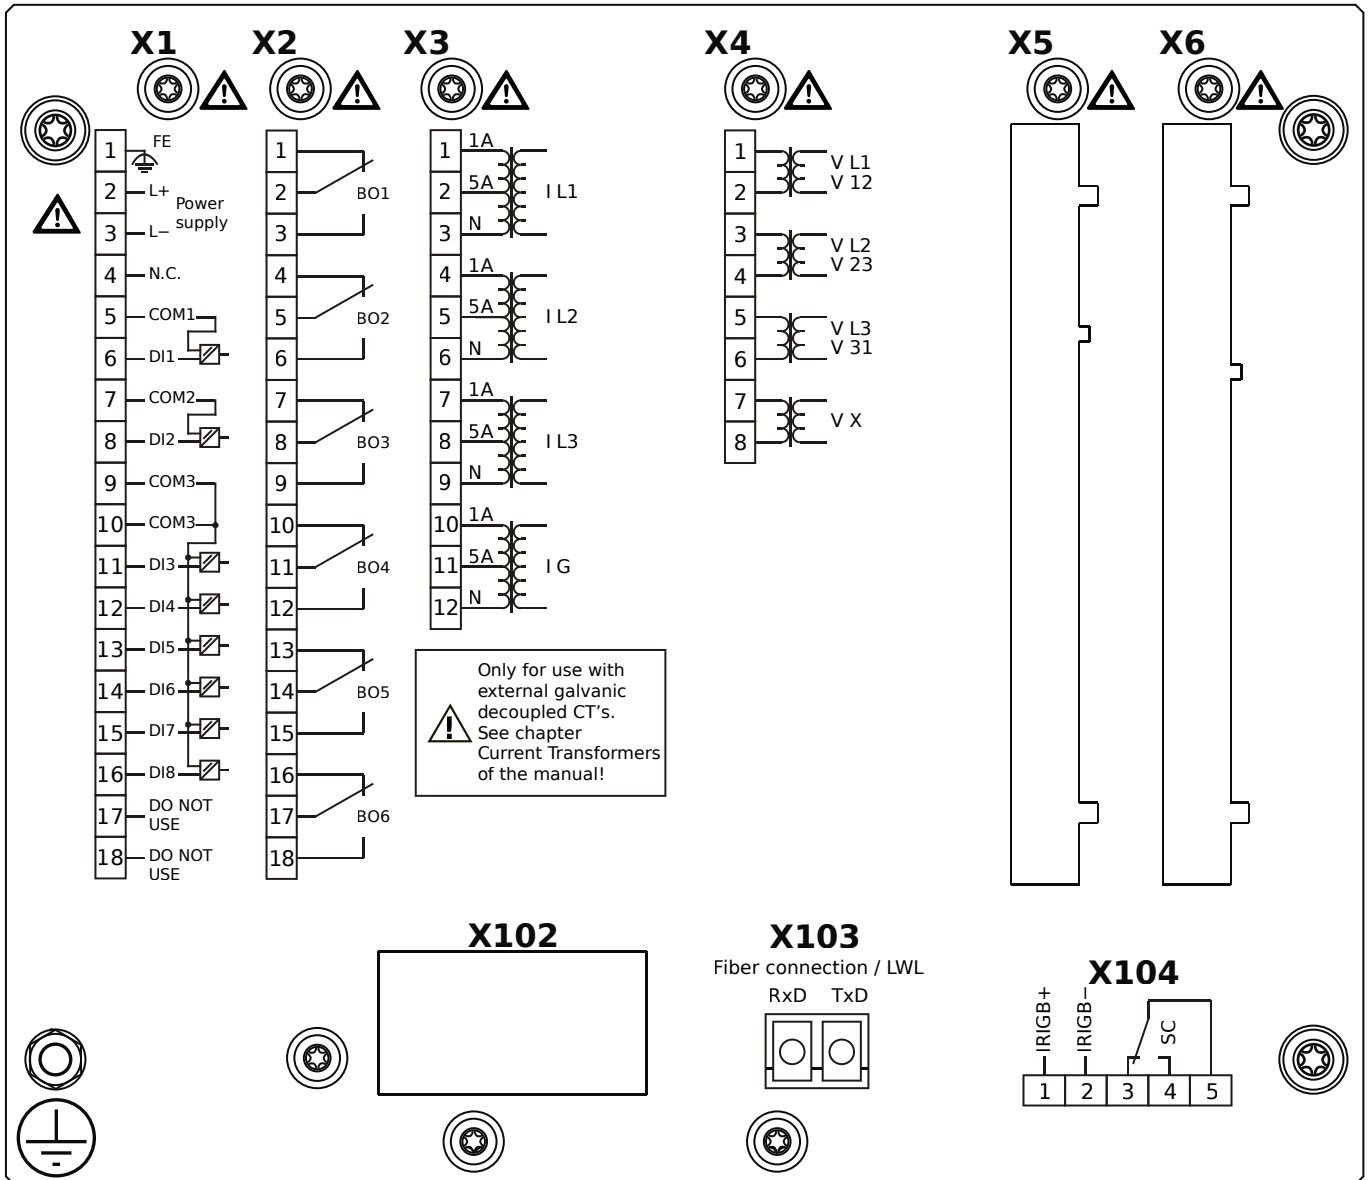 X1 X2 X3 X4 X5 X6
1 FE
2 L+
Power
supply
3 L−
4 N.C.
5 COM1
6 DI1
7 COM2
8 DI2
9 COM3
10 COM3
11 DI3
12 DI4
13 DI5
14 DI6
15 DI7
16 DI8
17 DO NOT
USE
18 DO NOT
USE
1
2 BO1
3
4
5 BO2
6
7
8 BO3
9
10
11 BO4
12
13
14 BO5
15
16
17 BO6
18
1 1A
2 5A I L1
3 N
4 1A
5 5A I L2
6 N
7 1A
8 5A I L3
9 N
10 1A
11 5A I G
12 N
Only for use with
external galvanic
decoupled CT's.
See chapter
Current Transformers
of the manual!
1 V L1
2 V 12
3 V L2
4 V 23
5 V L3
6 V 31
7
V X
8
X102
X103
Fiber connection / LWL
RxD TxD
X104
IRIGB+
IRIGB−
SC
1 2 3 4 5